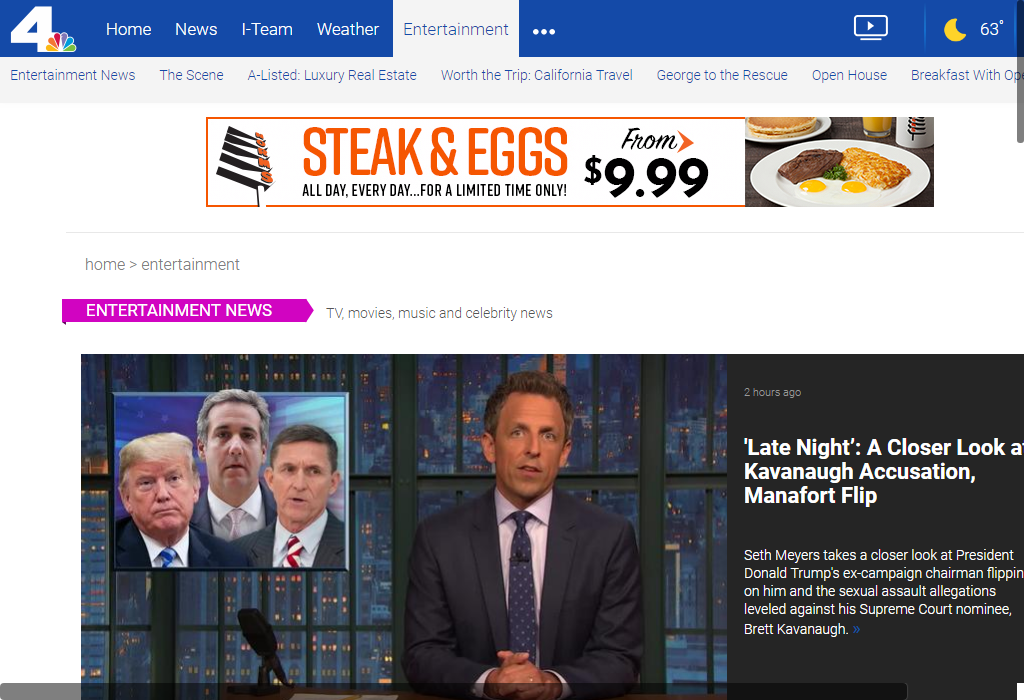 4
Home News I-Team Weather Entertainment ••• 63°
Entertainment News The Scene A-Listed: Luxury Real Estate Worth the Trip: California Travel George to the Rescue Open House Breakfast With Ope
STEAK & EGGS
ALL DAY, EVERY DAY...FOR A LIMITED TIME ONLY!
From
$9.99
home > entertainment
ENTERTAINMENT NEWS
TV, movies, music and celebrity news
2 hours ago
'Late Night': A Closer Look at
Kavanaugh Accusation,
Manafort Flip
Seth Meyers takes a closer look at President
Donald Trump's ex-campaign chairman flippin
on him and the sexual assault allegations
leveled against his Supreme Court nominee,
Brett Kavanaugh. »